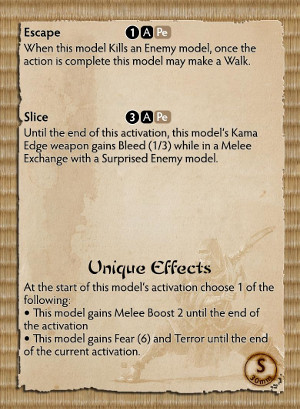 Escape 1 A Pe
When this model Kills an Enemy model, once the
action is complete this model may make a Walk.
Slice 3 A Pe
Until the end of this activation, this model's Kama
Edge weapon gains Bleed (1/3) while in a Melee
Exchange with a Surprised Enemy model.
Unique Effects
At the start of this model's activation choose 1 of the
following:
• This model gains Melee Boost 2 until the end of
the activation
• This model gains Fear (6) and Terror until the end
of the current activation.
S